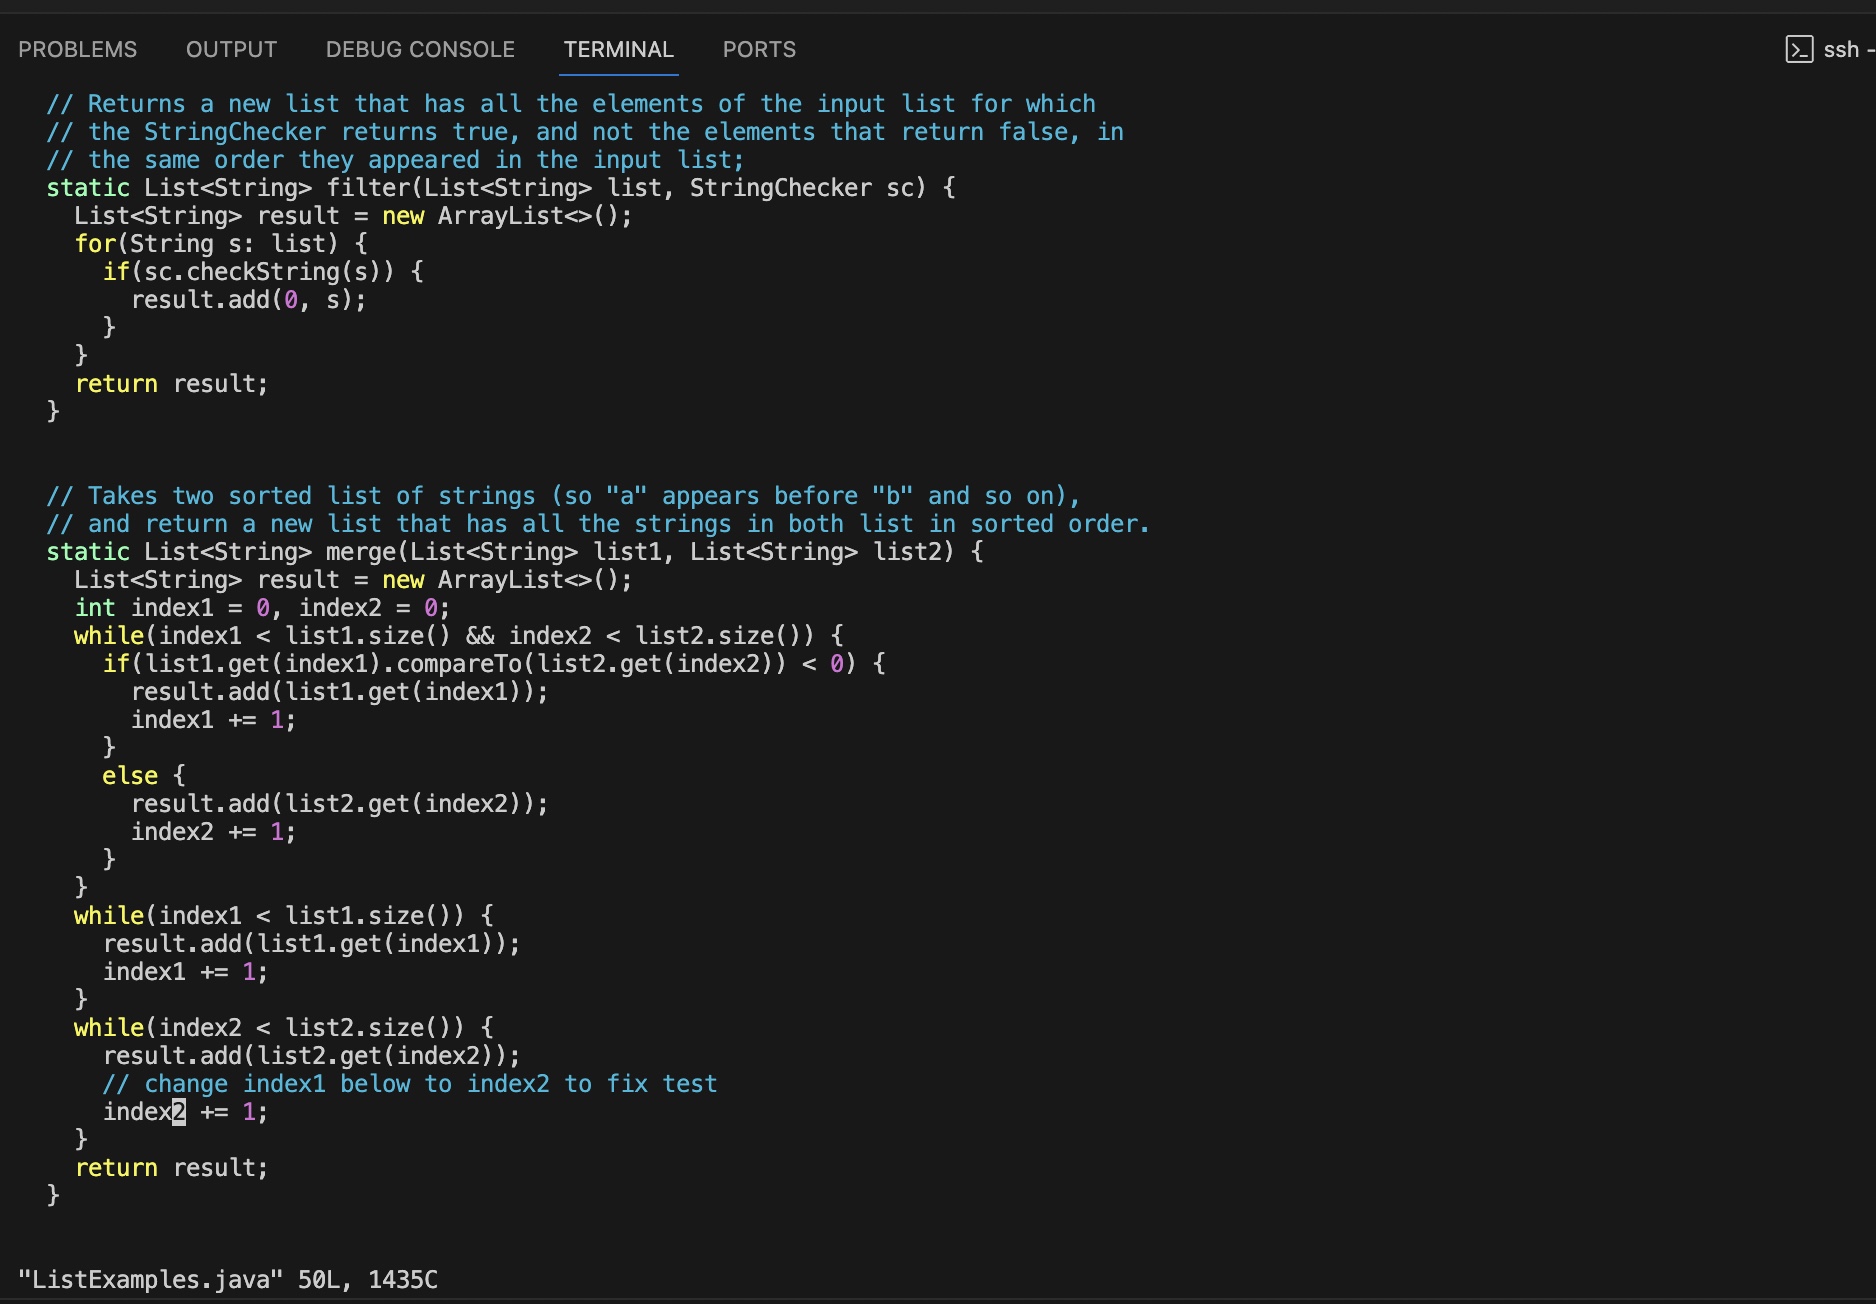 PROBLEMS OUTPUT DEBUG CONSOLE TERMINAL PORTS ssh -
// Returns a new list that has all the elements of the input list for which
// the StringChecker returns true, and not the elements that return false, in
// the same order they appeared in the input list;
static List<String> filter(List<String> list, StringChecker sc) {
List<String> result = new ArrayList<>();
for(String s: list) {
if(sc.checkString(s)) {
result.add(0, s);
}
}
return result;
}
// Takes two sorted list of strings (so "a" appears before "b" and so on),
// and return a new list that has all the strings in both list in sorted order.
static List<String> merge(List<String> list1, List<String> list2) {
List<String> result = new ArrayList<>();
int index1 = 0, index2 = 0;
while(index1 < list1.size() && index2 < list2.size()) {
if(list1.get(index1).compareTo(list2.get(index2)) < 0) {
result.add(list1.get(index1));
index1 += 1;
}
else {
result.add(list2.get(index2));
index2 += 1;
}
}
while(index1 < list1.size()) {
result.add(list1.get(index1));
index1 += 1;
}
while(index2 < list2.size()) {
result.add(list2.get(index2));
// change index1 below to index2 to fix test
index2 += 1;
}
return result;
}
"ListExamples.java" 50L, 1435C